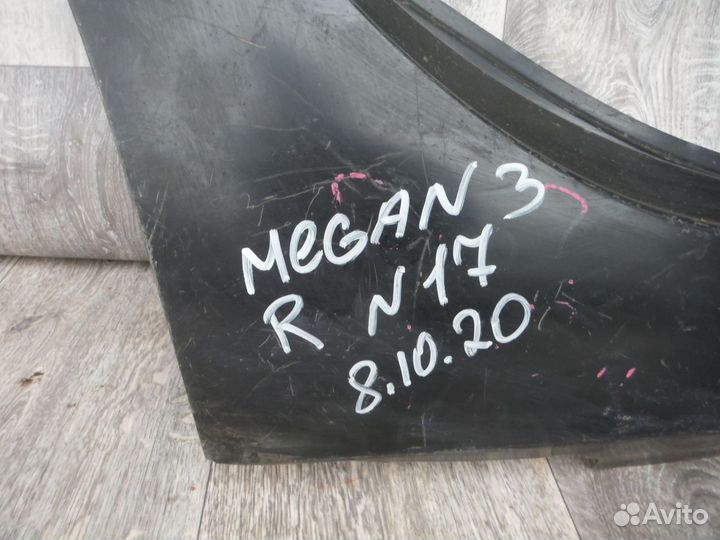 MeGAN 3
R N17
8.10.20
Avito